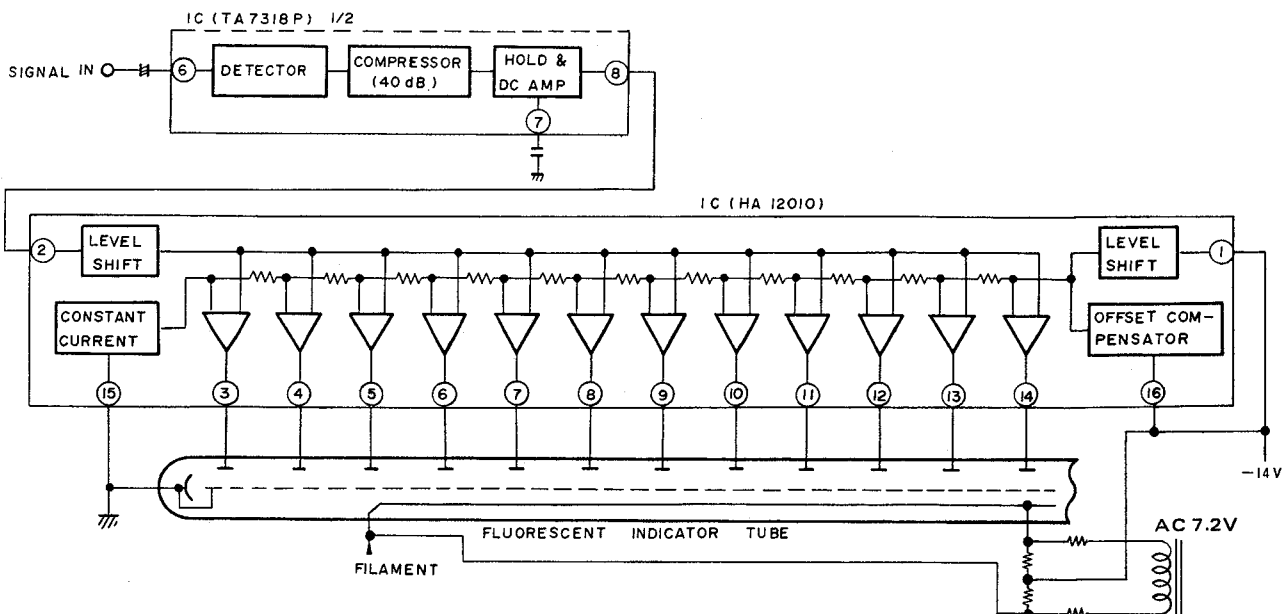 IC (TA7318P) 1/2
SIGNAL IN
6
DETECTOR
COMPRESSOR
(40 dB.)
HOLD &
DC AMP
8
7
IC (HA 12010)
2
LEVEL
SHIFT
LEVEL
SHIFT
1
CONSTANT
CURRENT
OFFSET COM-
PENSATOR
15
3
4
5
6
7
8
9
10
11
12
13
14
16
-14V
FLUORESCENT INDICATOR TUBE
FILAMENT
AC 7.2V